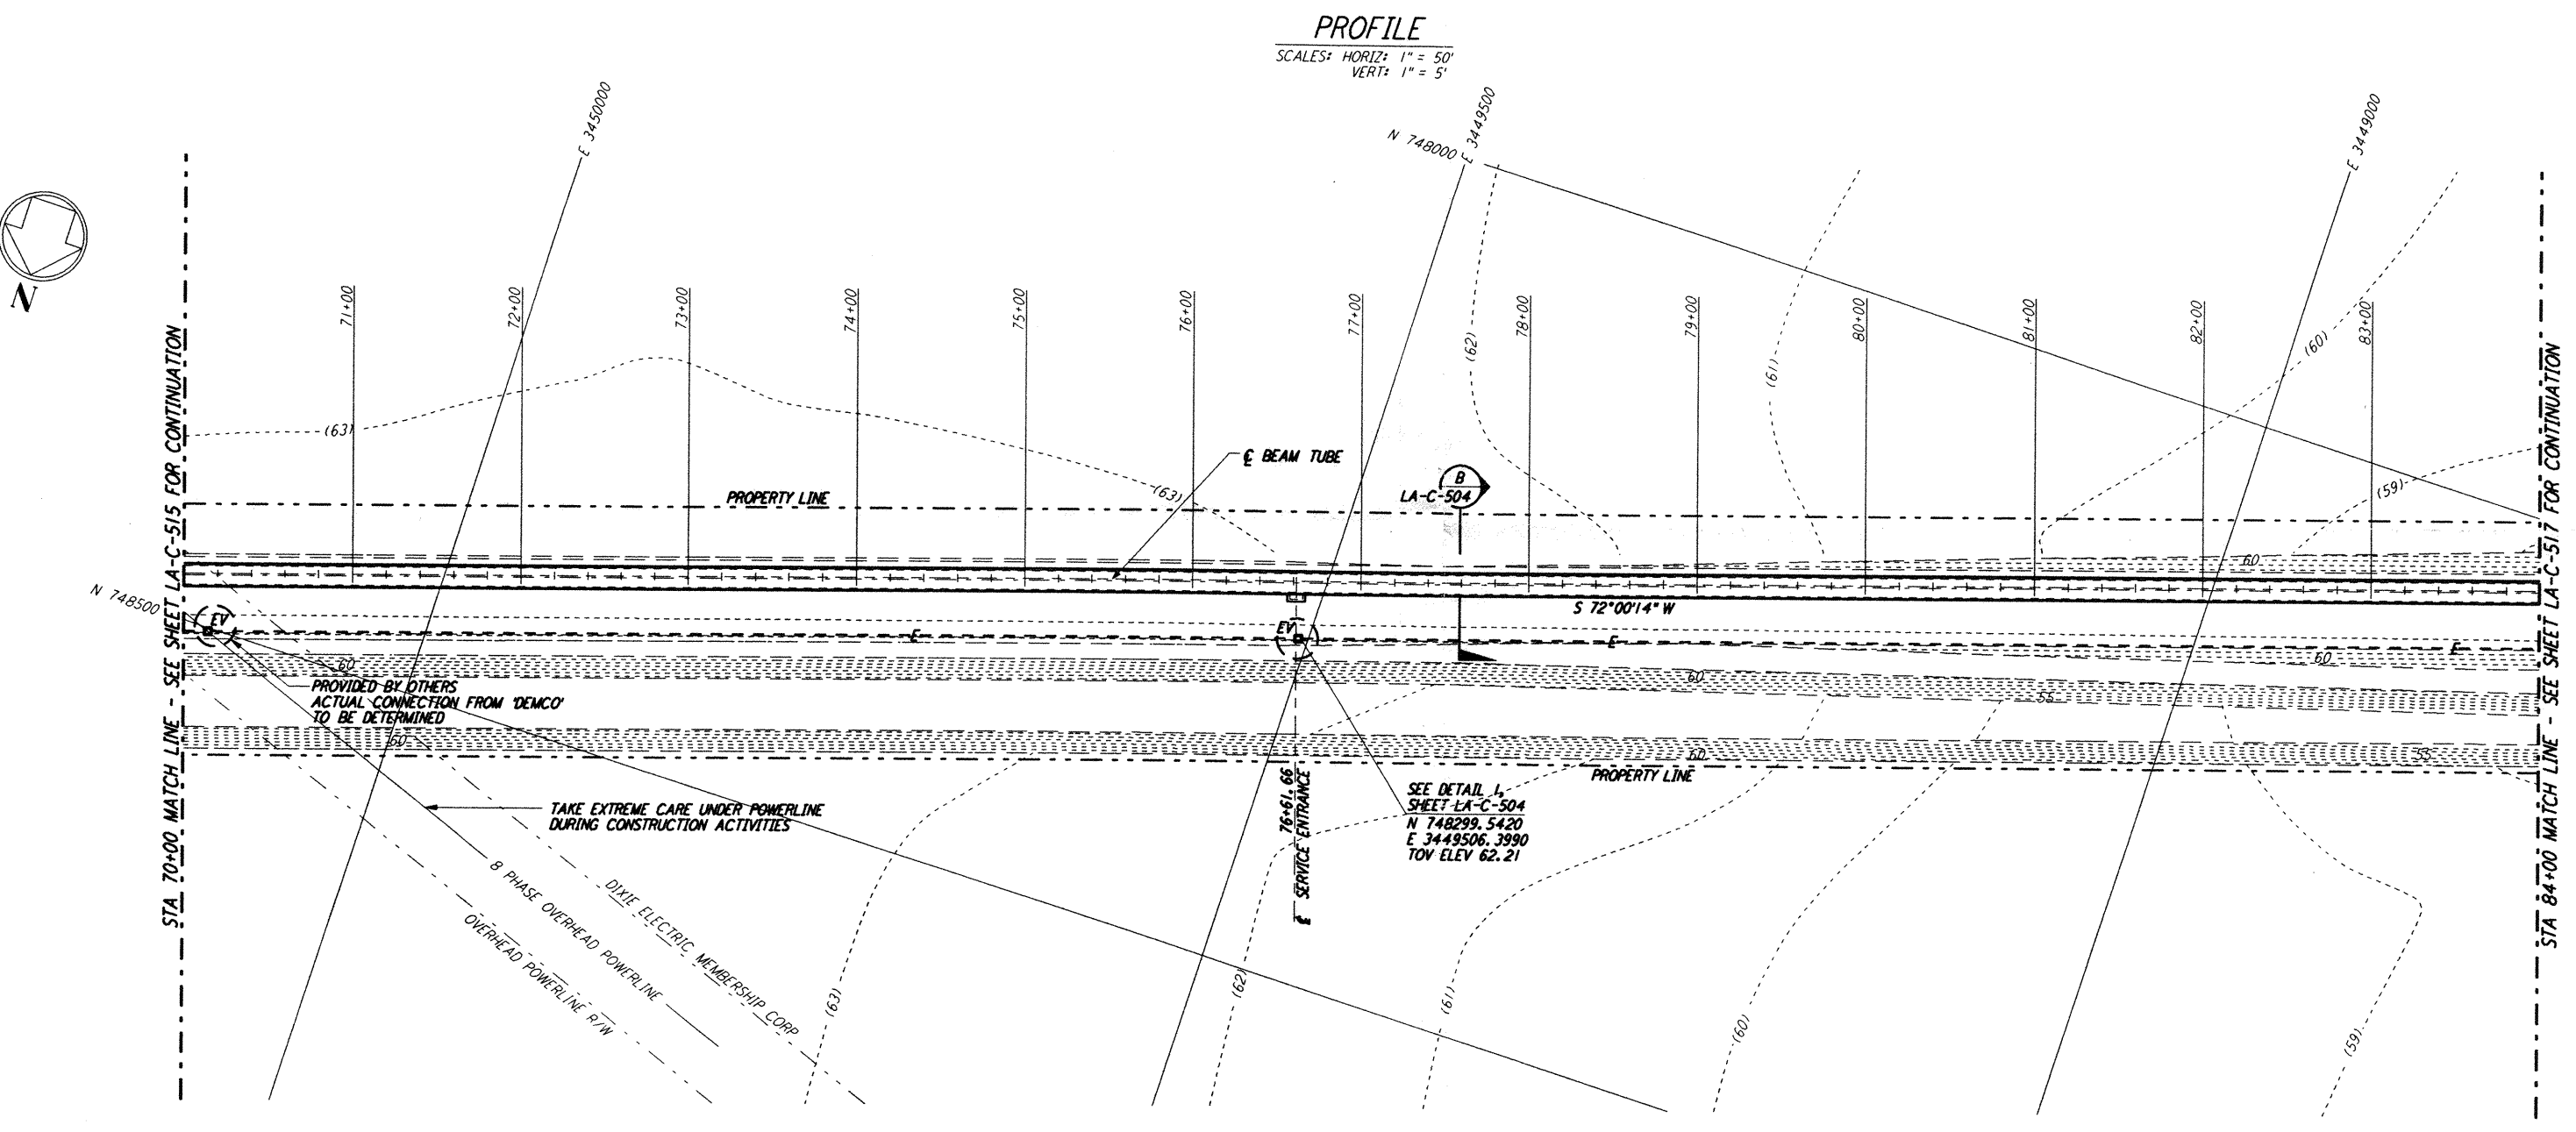 PROFILE
SCALES: HORIZ: 1" = 50'
VERT: 1" = 5'
E 3450000
E 3449500
N 748000
E 3449000
N
71+00
72+00
73+00
74+00
75+00
76+00
77+00
78+00
79+00
80+00
81+00
82+00
83+00
(62)
(61)
(60)
(63)
(63)
(59)
STA 70+00 MATCH LINE - SEE SHEET LA-C-515 FOR CONTINUATION
STA 84+00 MATCH LINE - SEE SHEET LA-C-517 FOR CONTINUATION
℄ BEAM TUBE
B
LA-C-504
PROPERTY LINE
60
N 748500
S 72°00'14" W
EV
E
EV
E
E
60
60
60
55
PROVIDED BY OTHERS
ACTUAL CONNECTION FROM 'DEMCO'
TO BE DETERMINED
60
60
55
PROPERTY LINE
TAKE EXTREME CARE UNDER POWERLINE
DURING CONSTRUCTION ACTIVITIES
76+61.66
℄ SERVICE ENTRANCE
SEE DETAIL 1,
SHEET LA-C-504
N 748299.5420
E 3449506.3990
TOV ELEV 62.21
8 PHASE OVERHEAD POWERLINE
DIXIE ELECTRIC MEMBERSHIP CORP
OVERHEAD POWERLINE R/W
(63)
(62)
(61)
(60)
(59)